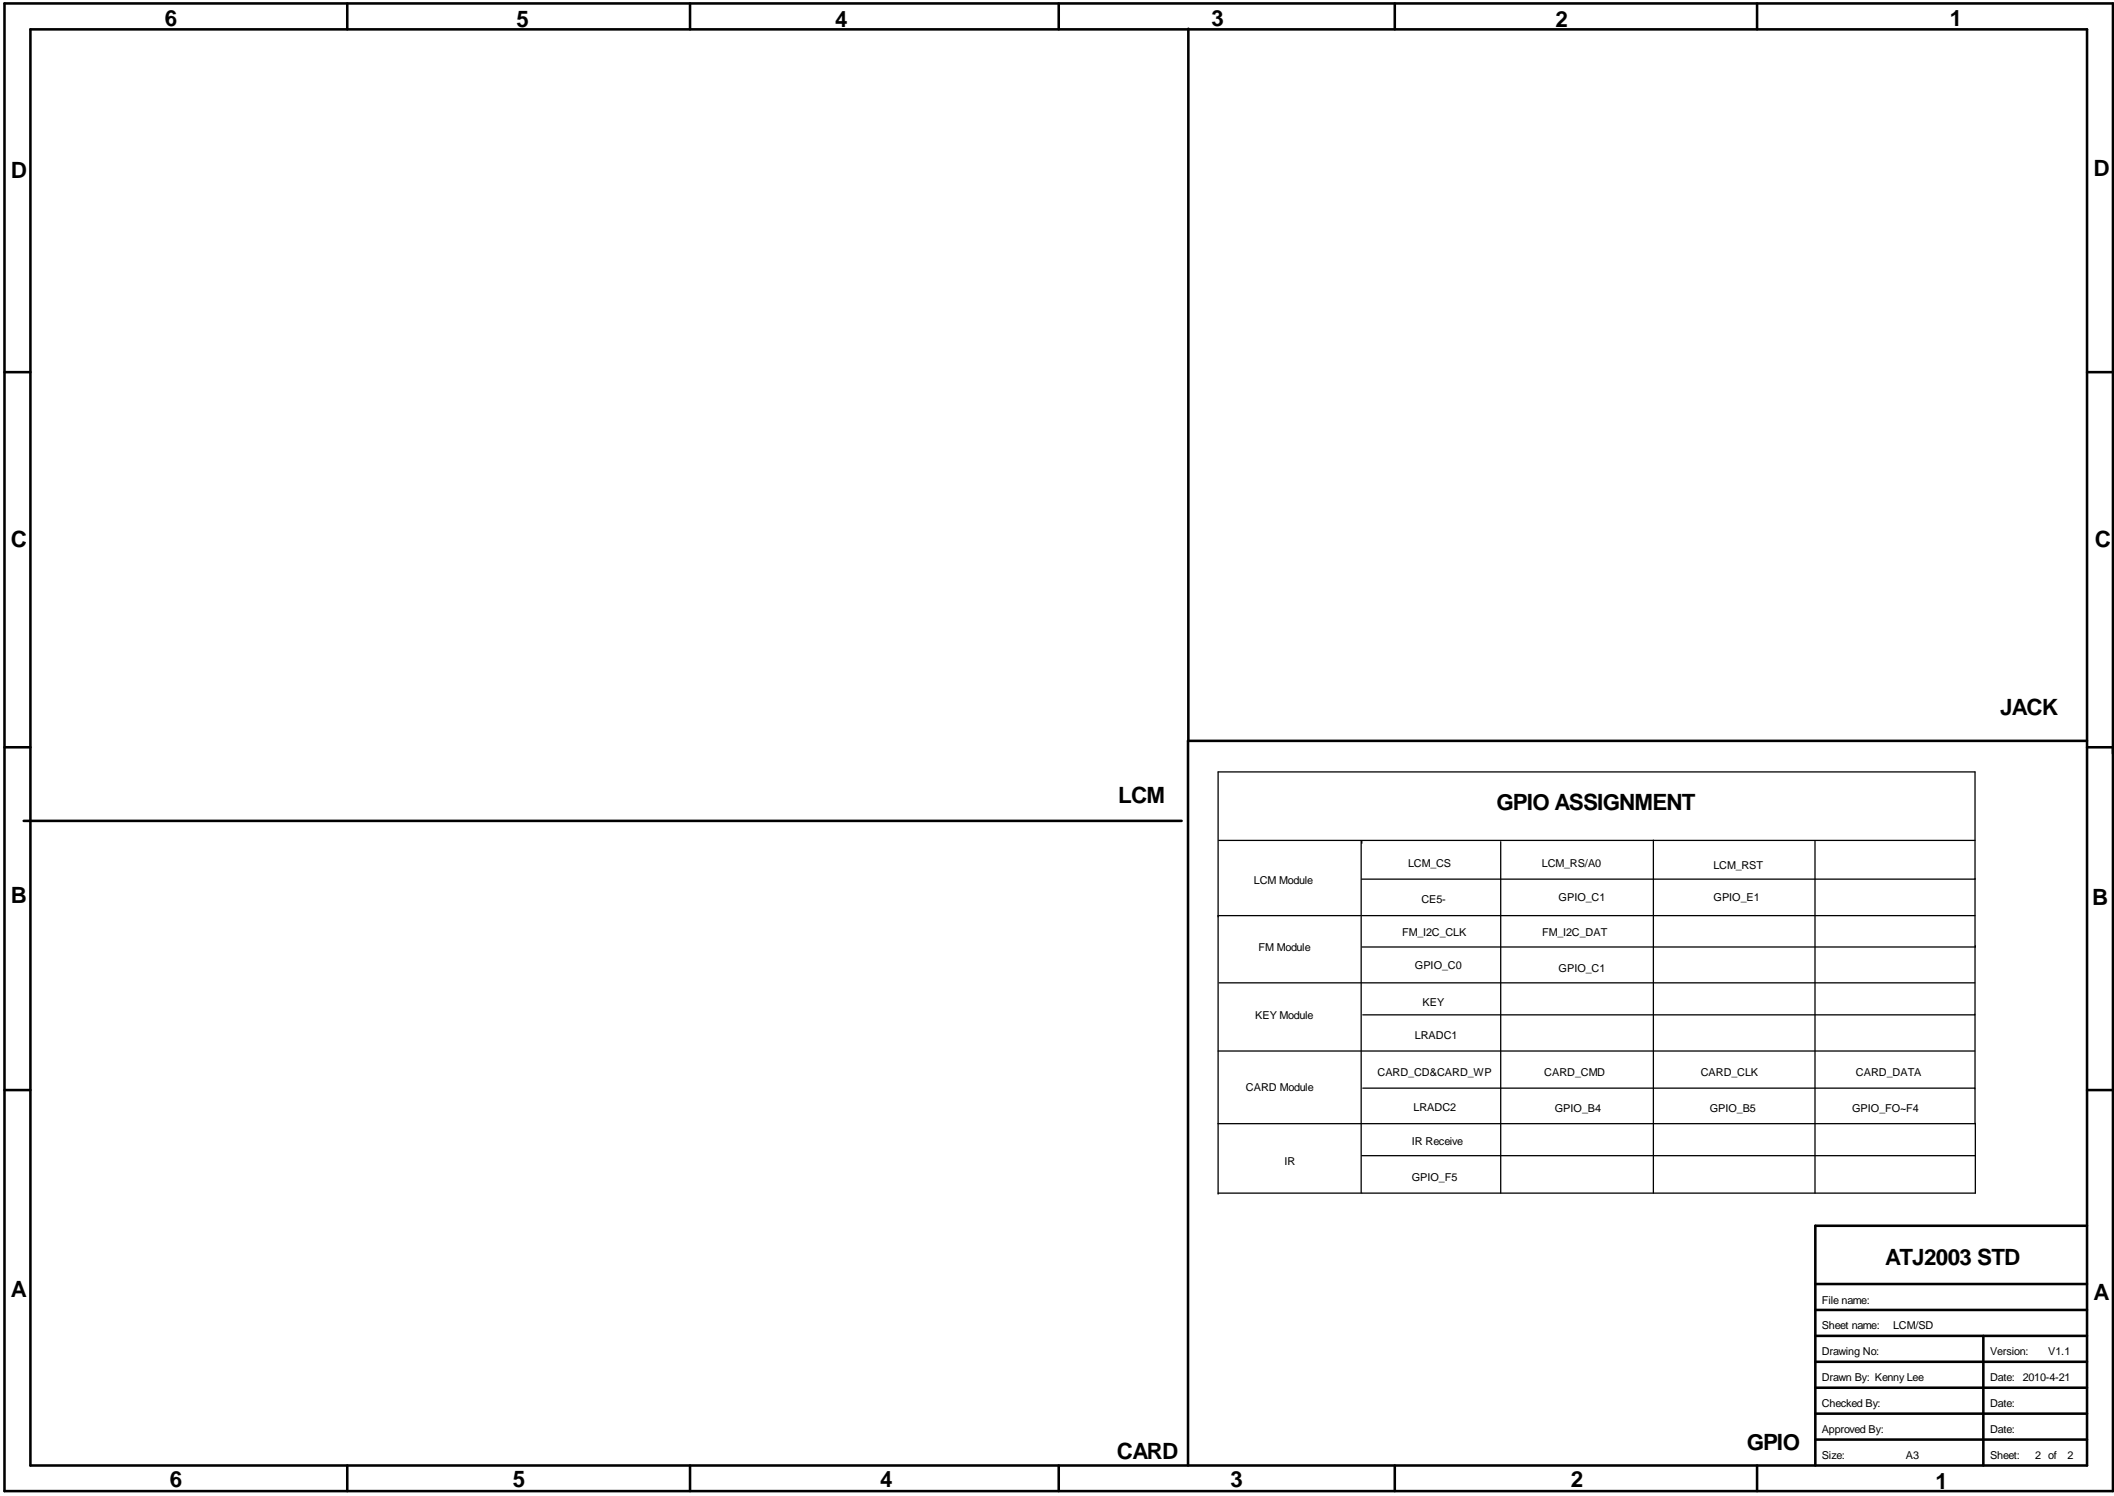 6 5 4 3 2 1
D D
C C
JACK
LCM
GPIO ASSIGNMENT
LCM Module
LCM_CS LCM_RS/A0 LCM_RST
CE5- GPIO_C1 GPIO_E1
B B
FM Module
FM_I2C_CLK FM_I2C_DAT
GPIO_C0 GPIO_C1
KEY Module
KEY
LRADC1
CARD Module
CARD_CD&CARD_WP CARD_CMD CARD_CLK CARD_DATA
LRADC2 GPIO_B4 GPIO_B5 GPIO_FO~F4
IR
IR Receive
GPIO_F5
ATJ2003 STD
A A
File name:
Sheet name: LCM/SD
Drawing No: Version: V1.1
Drawn By: Kenny Lee Date: 2010-4-21
Checked By: Date:
Approved By: Date:
Size: A3 Sheet: 2 of 2
CARD GPIO
6 5 4 3 2 1